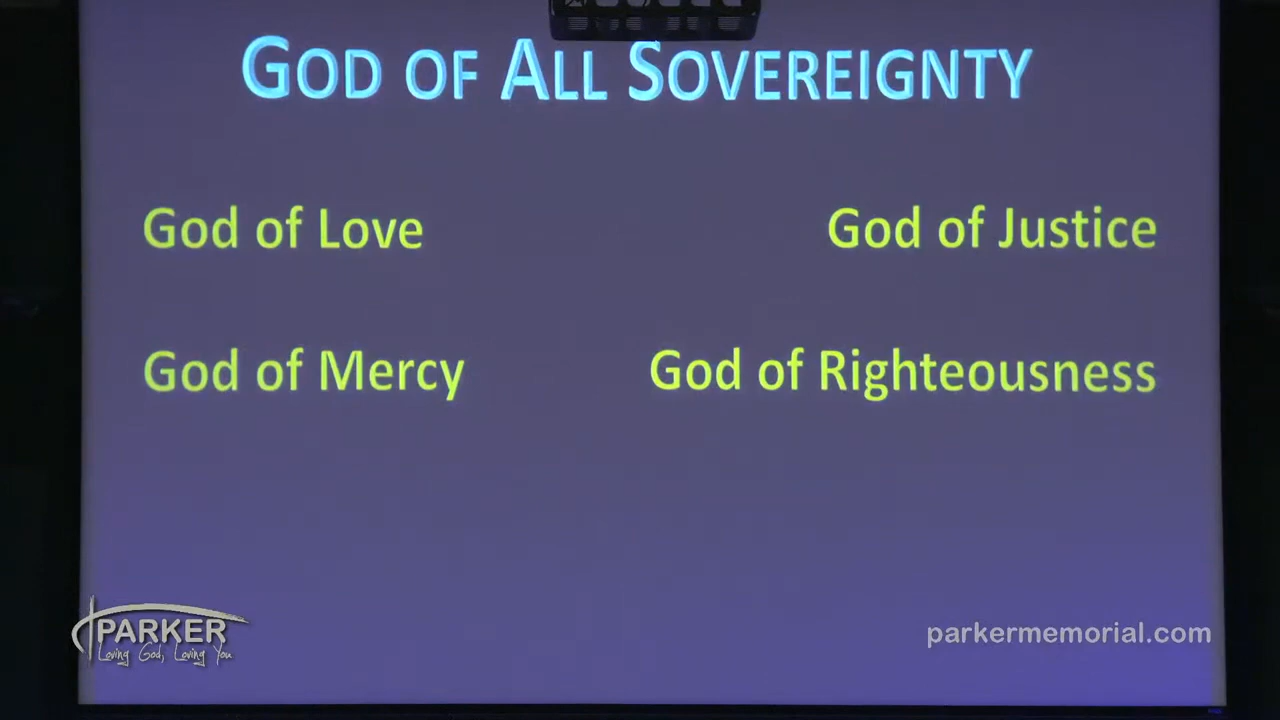 GOD OF ALL SOVEREIGNTY
God of Love
God of Justice
God of Mercy
God of Righteousness
PARKER
Loving God, Loving You
parkermemorial.com